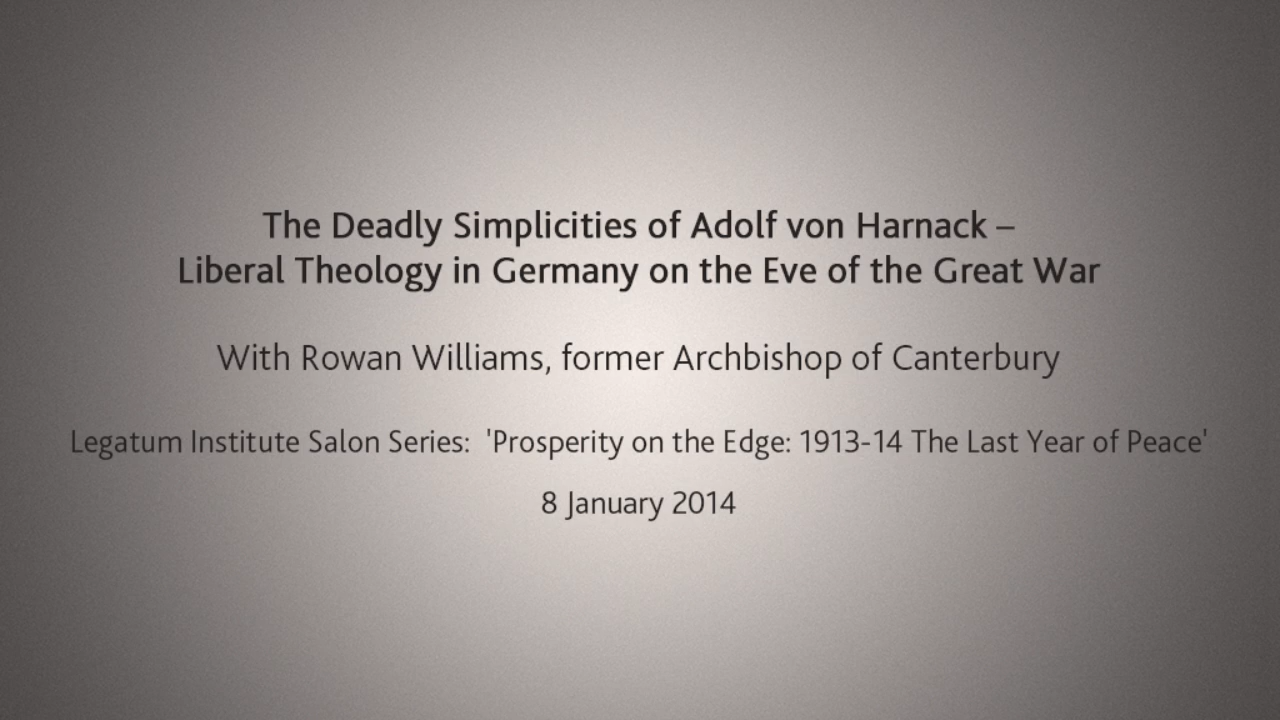 The Deadly Simplicities of Adolf von Harnack –
Liberal Theology in Germany on the Eve of the Great War
With Rowan Williams, former Archbishop of Canterbury
Legatum Institute Salon Series:  'Prosperity on the Edge: 1913-14 The Last Year of Peace'
8 January 2014